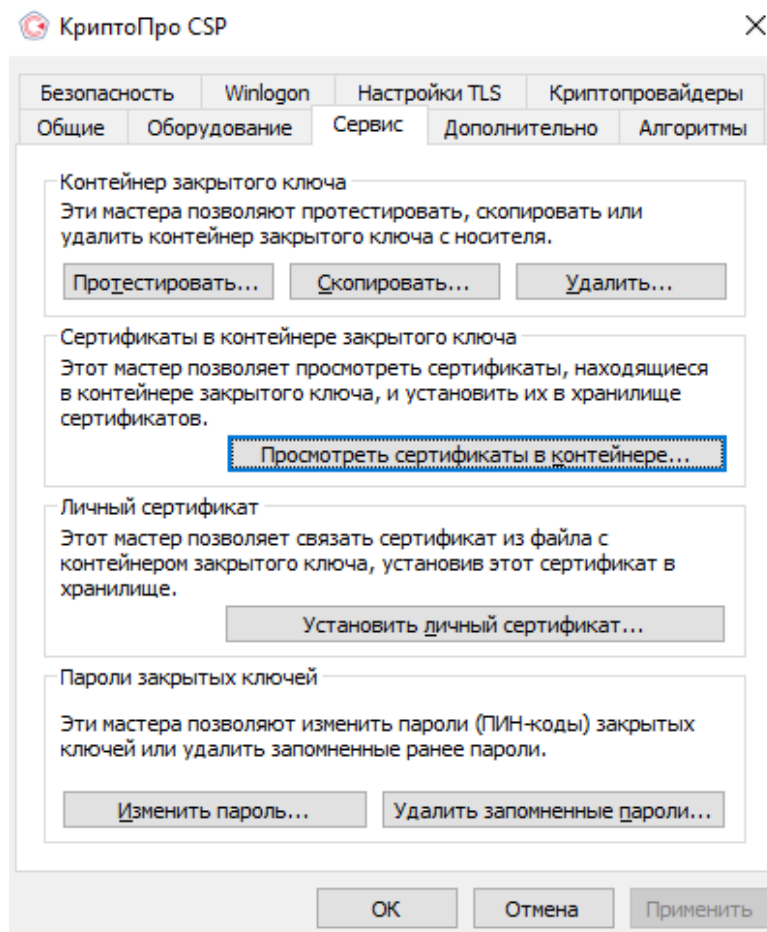 КриптоПро CSP
Безопасность Winlogon Настройки TLS Криптопровайдеры
Общие Оборудование Сервис Дополнительно Алгоритмы
Контейнер закрытого ключа
Эти мастера позволяют протестировать, скопировать или
удалить контейнер закрытого ключа с носителя.
Протестировать... Скопировать... Удалить...
Сертификаты в контейнере закрытого ключа
Этот мастер позволяет просмотреть сертификаты, находящиеся
в контейнере закрытого ключа, и установить их в хранилище
сертификатов.
Просмотреть сертификаты в контейнере...
Личный сертификат
Этот мастер позволяет связать сертификат из файла с
контейнером закрытого ключа, установив этот сертификат в
хранилище.
Установить личный сертификат...
Пароли закрытых ключей
Эти мастера позволяют изменить пароли (ПИН-коды) закрытых
ключей или удалить запомненные ранее пароли.
Изменить пароль... Удалить запомненные пароли...
ОК Отмена Применить